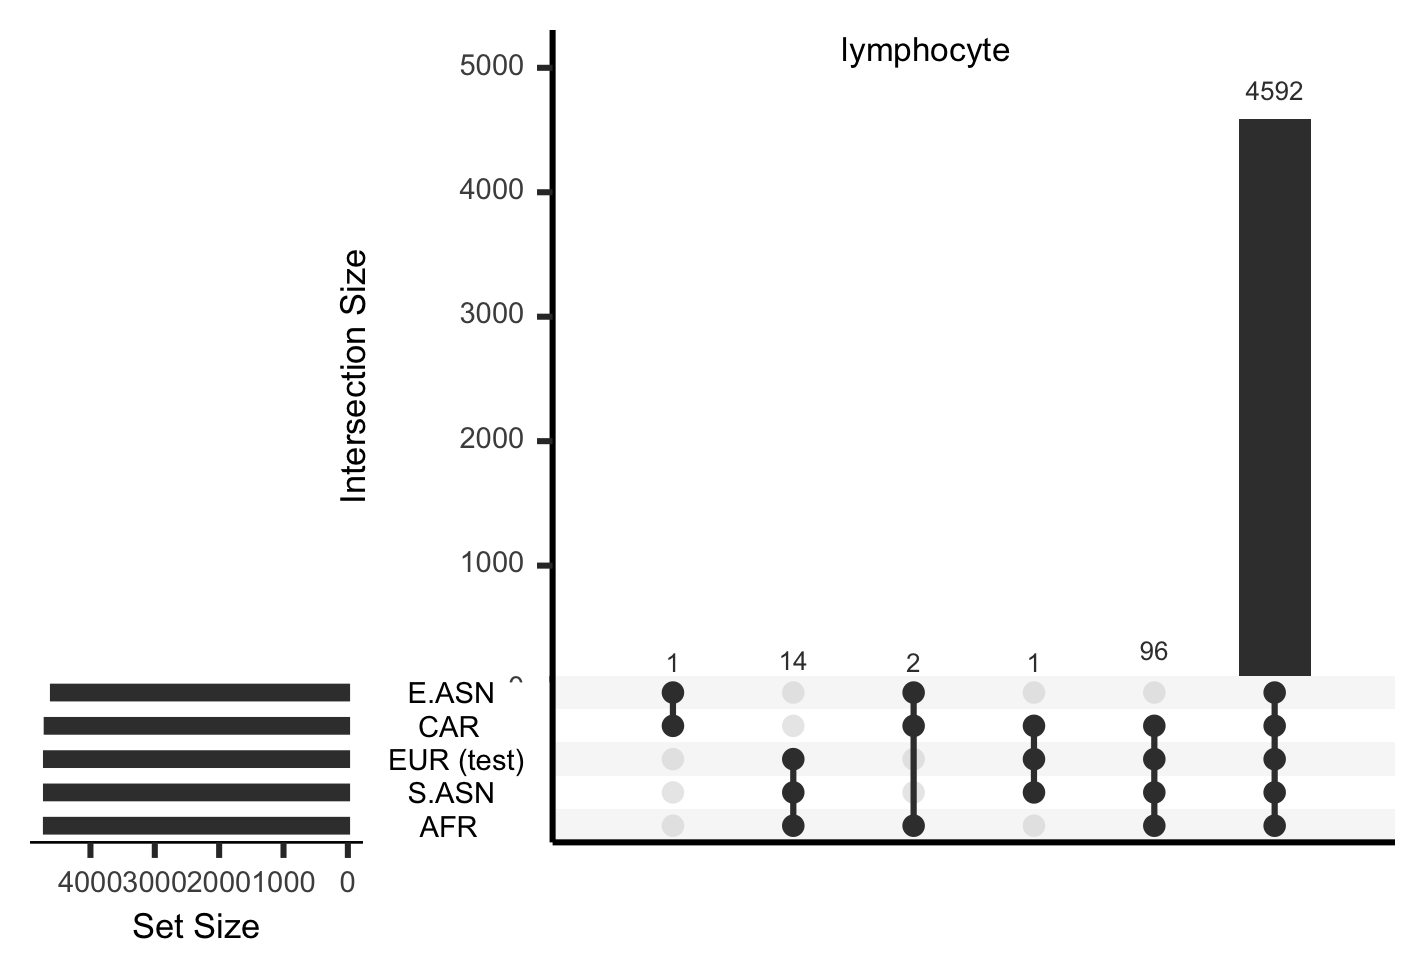 lymphocyte
5000
4000
3000
2000
1000
Intersection Size
4592
1 14 2 1 96
E.ASN
CAR
EUR (test)
S.ASN
AFR
4000 3000 2000 1000 0
Set Size